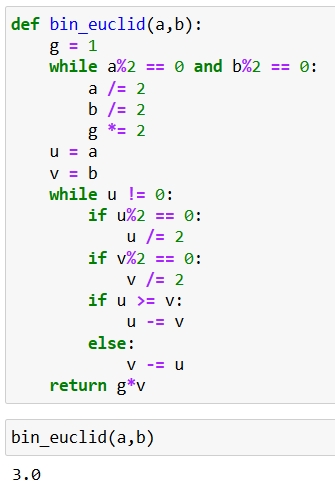 def bin_euclid(a,b):
    g = 1
    while a%2 == 0 and b%2 == 0:
        a /= 2
        b /= 2
        g *= 2
    u = a
    v = b
    while u != 0:
        if u%2 == 0:
            u /= 2
        if v%2 == 0:
            v /= 2
        if u >= v:
            u -= v
        else:
            v -= u
    return g*v
bin_euclid(a,b)
3.0